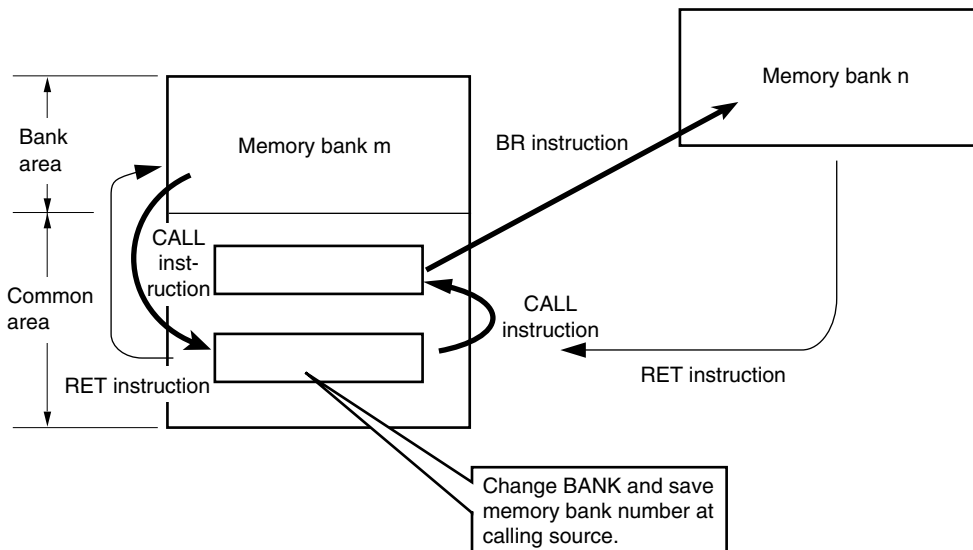 Memory bank n
Bank
area
Memory bank m
BR instruction
CALL
inst-
ruction
Common
area
CALL
instruction
RET instruction
RET instruction
Change BANK and save
memory bank number at
calling source.